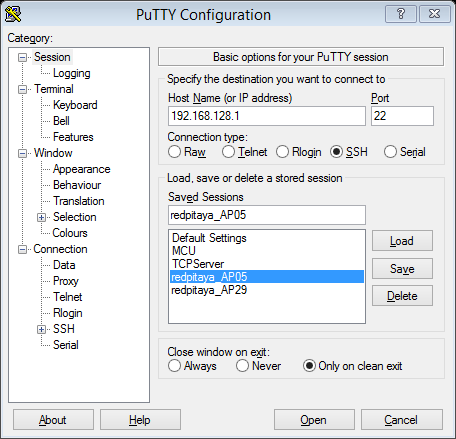 PuTTY Configuration
?
Category:
Session
Logging
Terminal
Keyboard
Bell
Features
Window
Appearance
Behaviour
Translation
Selection
Colours
Connection
Data
Proxy
Telnet
Rlogin
SSH
Serial
Basic options for your PuTTY session
Specify the destination you want to connect to
Host Name (or IP address) Port
192.168.128.1 22
Connection type:
Raw Telnet Rlogin SSH Serial
Load, save or delete a stored session
Saved Sessions
redpitaya_AP05
Default Settings
MCU
TCPServer
redpitaya_AP05
redpitaya_AP29
Load
Save
Delete
Close window on exit:
Always Never Only on clean exit
About Help Open Cancel